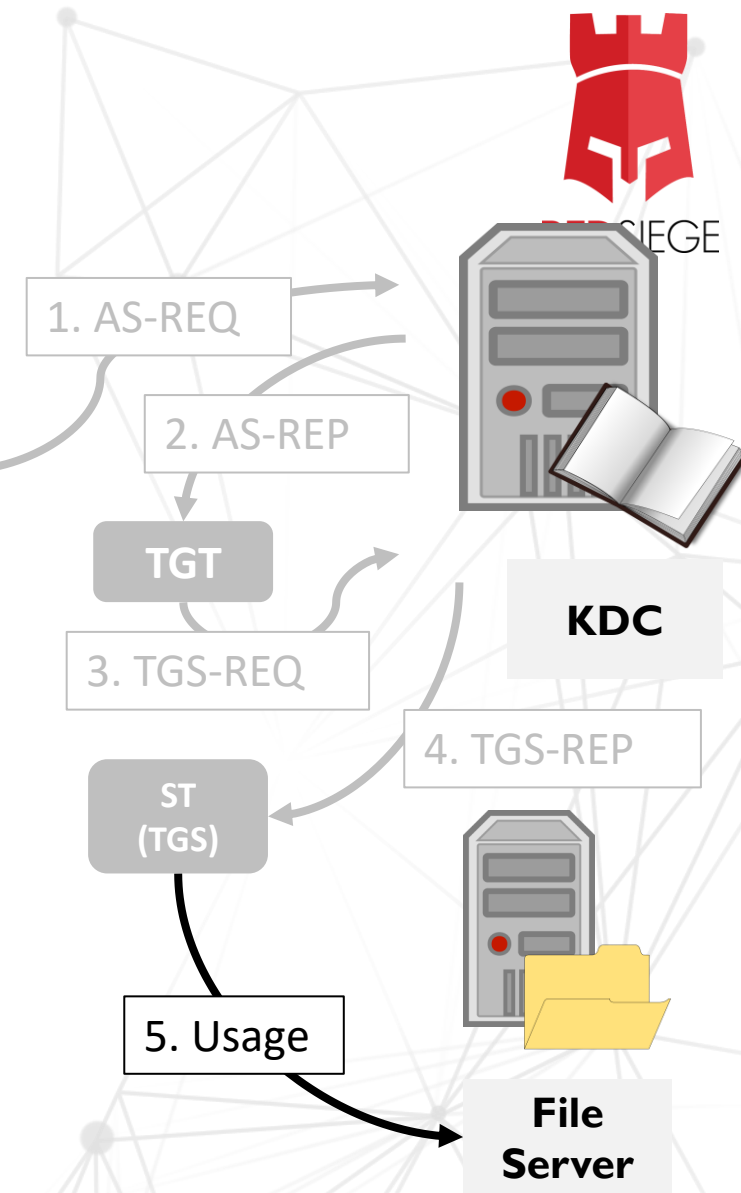 SIEGE
1. AS-REQ
2. AS-REP
TGT
KDC
3. TGS-REQ
4. TGS-REP
ST
(TGS)
5. Usage
File
Server